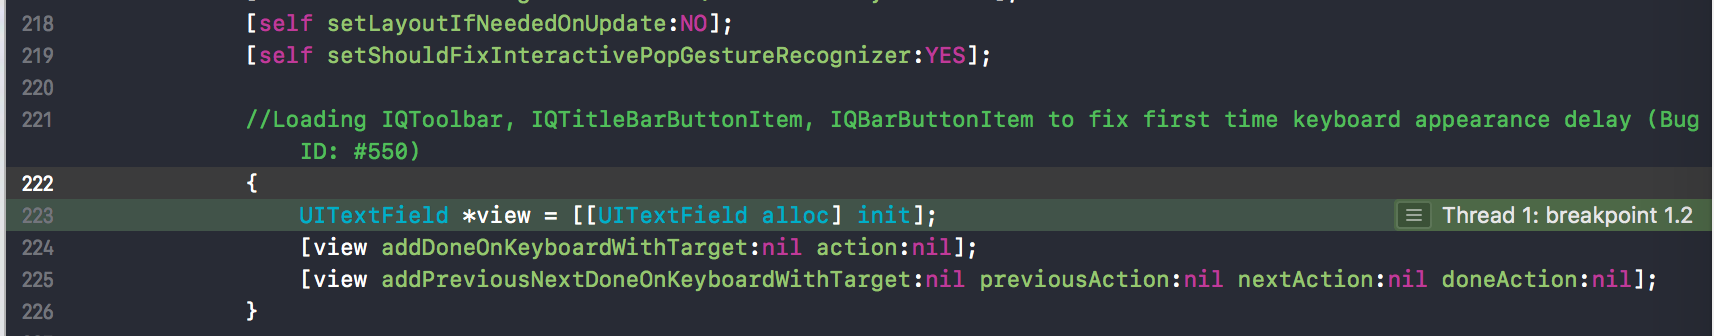 218 [self setLayoutIfNeededOnUpdate:NO];
219 [self setShouldFixInteractivePopGestureRecognizer:YES];
220
221 //Loading IQToolbar, IQTitleBarButtonItem, IQBarButtonItem to fix first time keyboard appearance delay (Bug
ID: #550)
222 {
223 UITextField *view = [[UITextField alloc] init]; Thread 1: breakpoint 1.2
224 [view addDoneOnKeyboardWithTarget:nil action:nil];
225 [view addPreviousNextDoneOnKeyboardWithTarget:nil previousAction:nil nextAction:nil doneAction:nil];
226 }